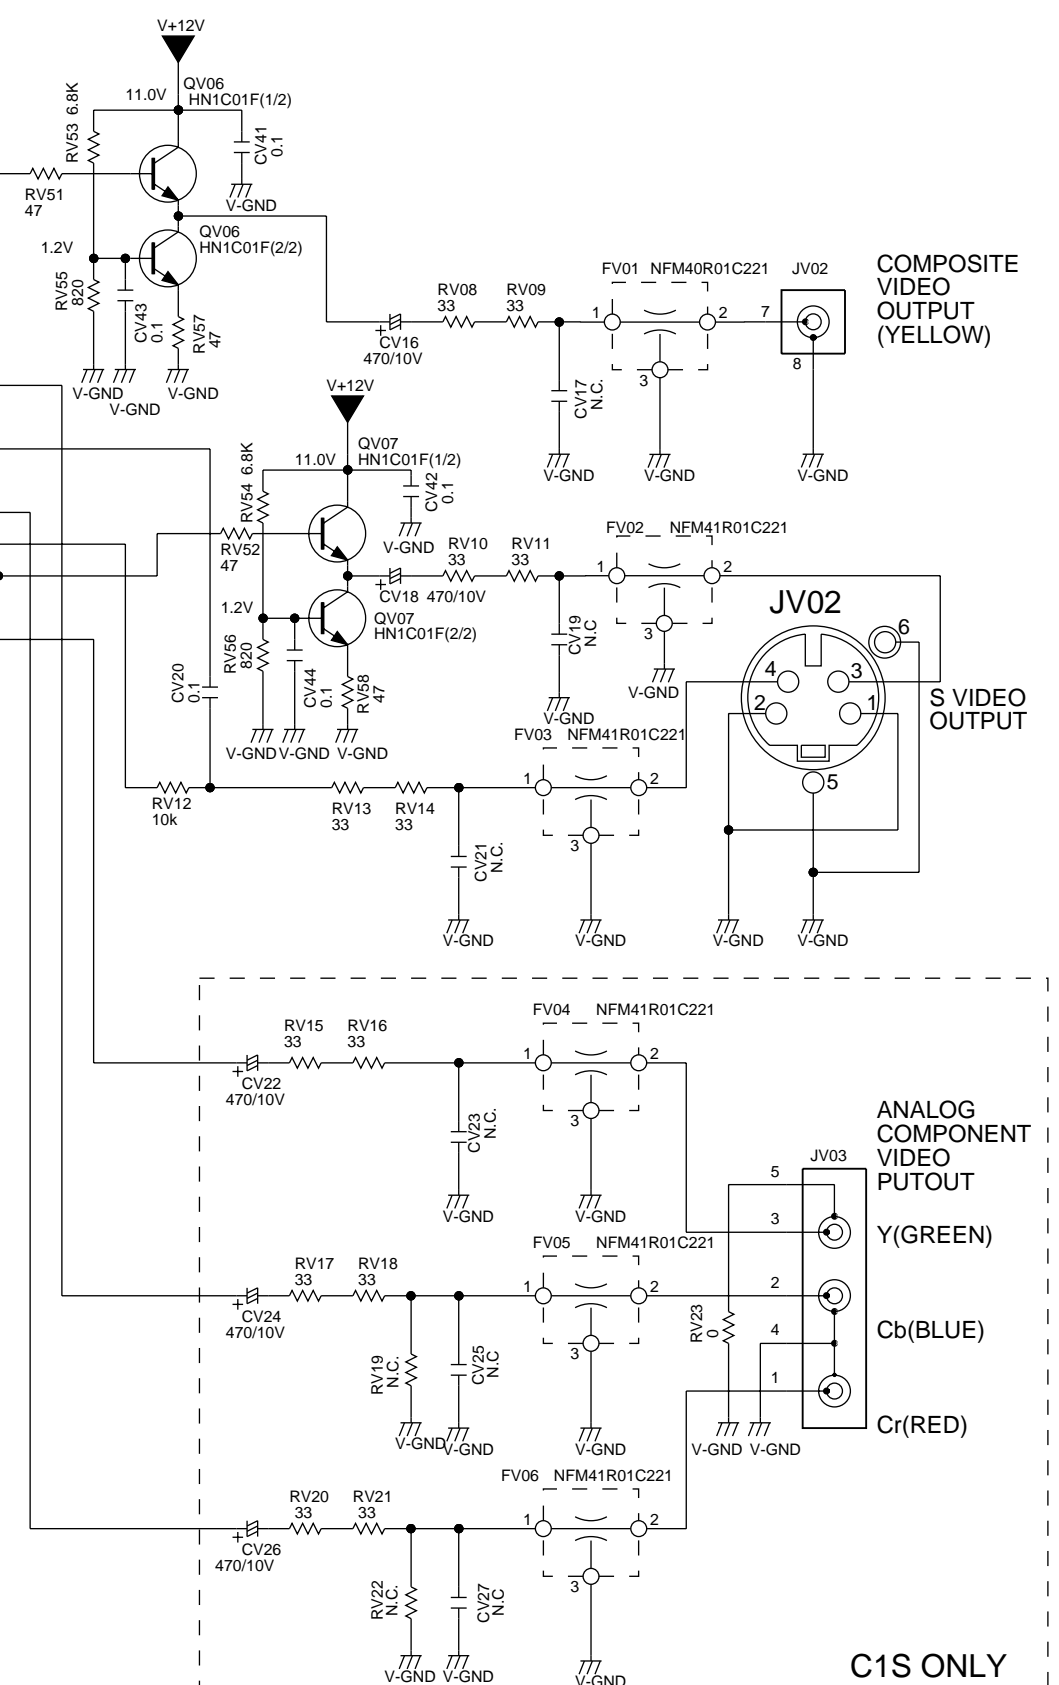 V+12V
QV06
HN1C01F(1/2)
11.0V
RV53 6.8K
CV41
0.1
V-GND
RV51
47
QV06
HN1C01F(2/2)
1.2V
RV55
820
CV43
0.1
RV57
47
V-GND
V-GND
V-GND
RV08
33
RV09
33
+
CV16
470/10V
FV01 NFM40R01C221
1
2
3
CV17
N.C.
V-GND
V-GND
JV02
7
8
V-GND
COMPOSITE
VIDEO
OUTPUT
(YELLOW)
V+12V
QV07
HN1C01F(1/2)
11.0V
RV54 6.8K
CV42
0.1
V-GND
RV52
47
1.2V
QV07
HN1C01F(2/2)
RV56
820
CV44
0.1
RV58
47
V-GND
V-GND
V-GND
+
CV18 470/10V
RV10
33
RV11
33
FV02 NFM41R01C221
1
2
3
CV19
N.C
V-GND
V-GND
JV02
6
4
3
2
1
5
S VIDEO
OUTPUT
V-GND
V-GND
CV20
0.1
RV12
10k
RV13
33
RV14
33
FV03 NFM41R01C221
1
2
3
CV21
N.C.
V-GND
V-GND
RV15
33
RV16
33
+
CV22
470/10V
FV04 NFM41R01C221
1
2
3
CV23
N.C.
V-GND
V-GND
ANALOG
COMPONENT
VIDEO
PUTOUT
JV03
5
3
2
4
1
Y(GREEN)
Cb(BLUE)
Cr(RED)
RV23
0
V-GND
V-GND
RV17
33
RV18
33
+
CV24
470/10V
FV05 NFM41R01C221
1
2
3
RV19
N.C.
CV25
N.C
V-GND
V-GND
V-GND
RV20
33
RV21
33
+
CV26
470/10V
FV06 NFM41R01C221
1
2
3
RV22
N.C.
CV27
N.C
V-GND
V-GND
V-GND
C1S ONLY